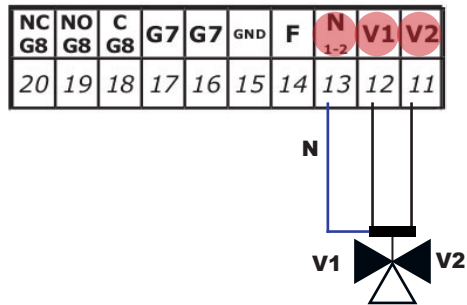 NC NO C G7 G7 GND F N V1 V2
G8 G8 G8 1-2
20 19 18 17 16 15 14 13 12 11
N
V1 V2